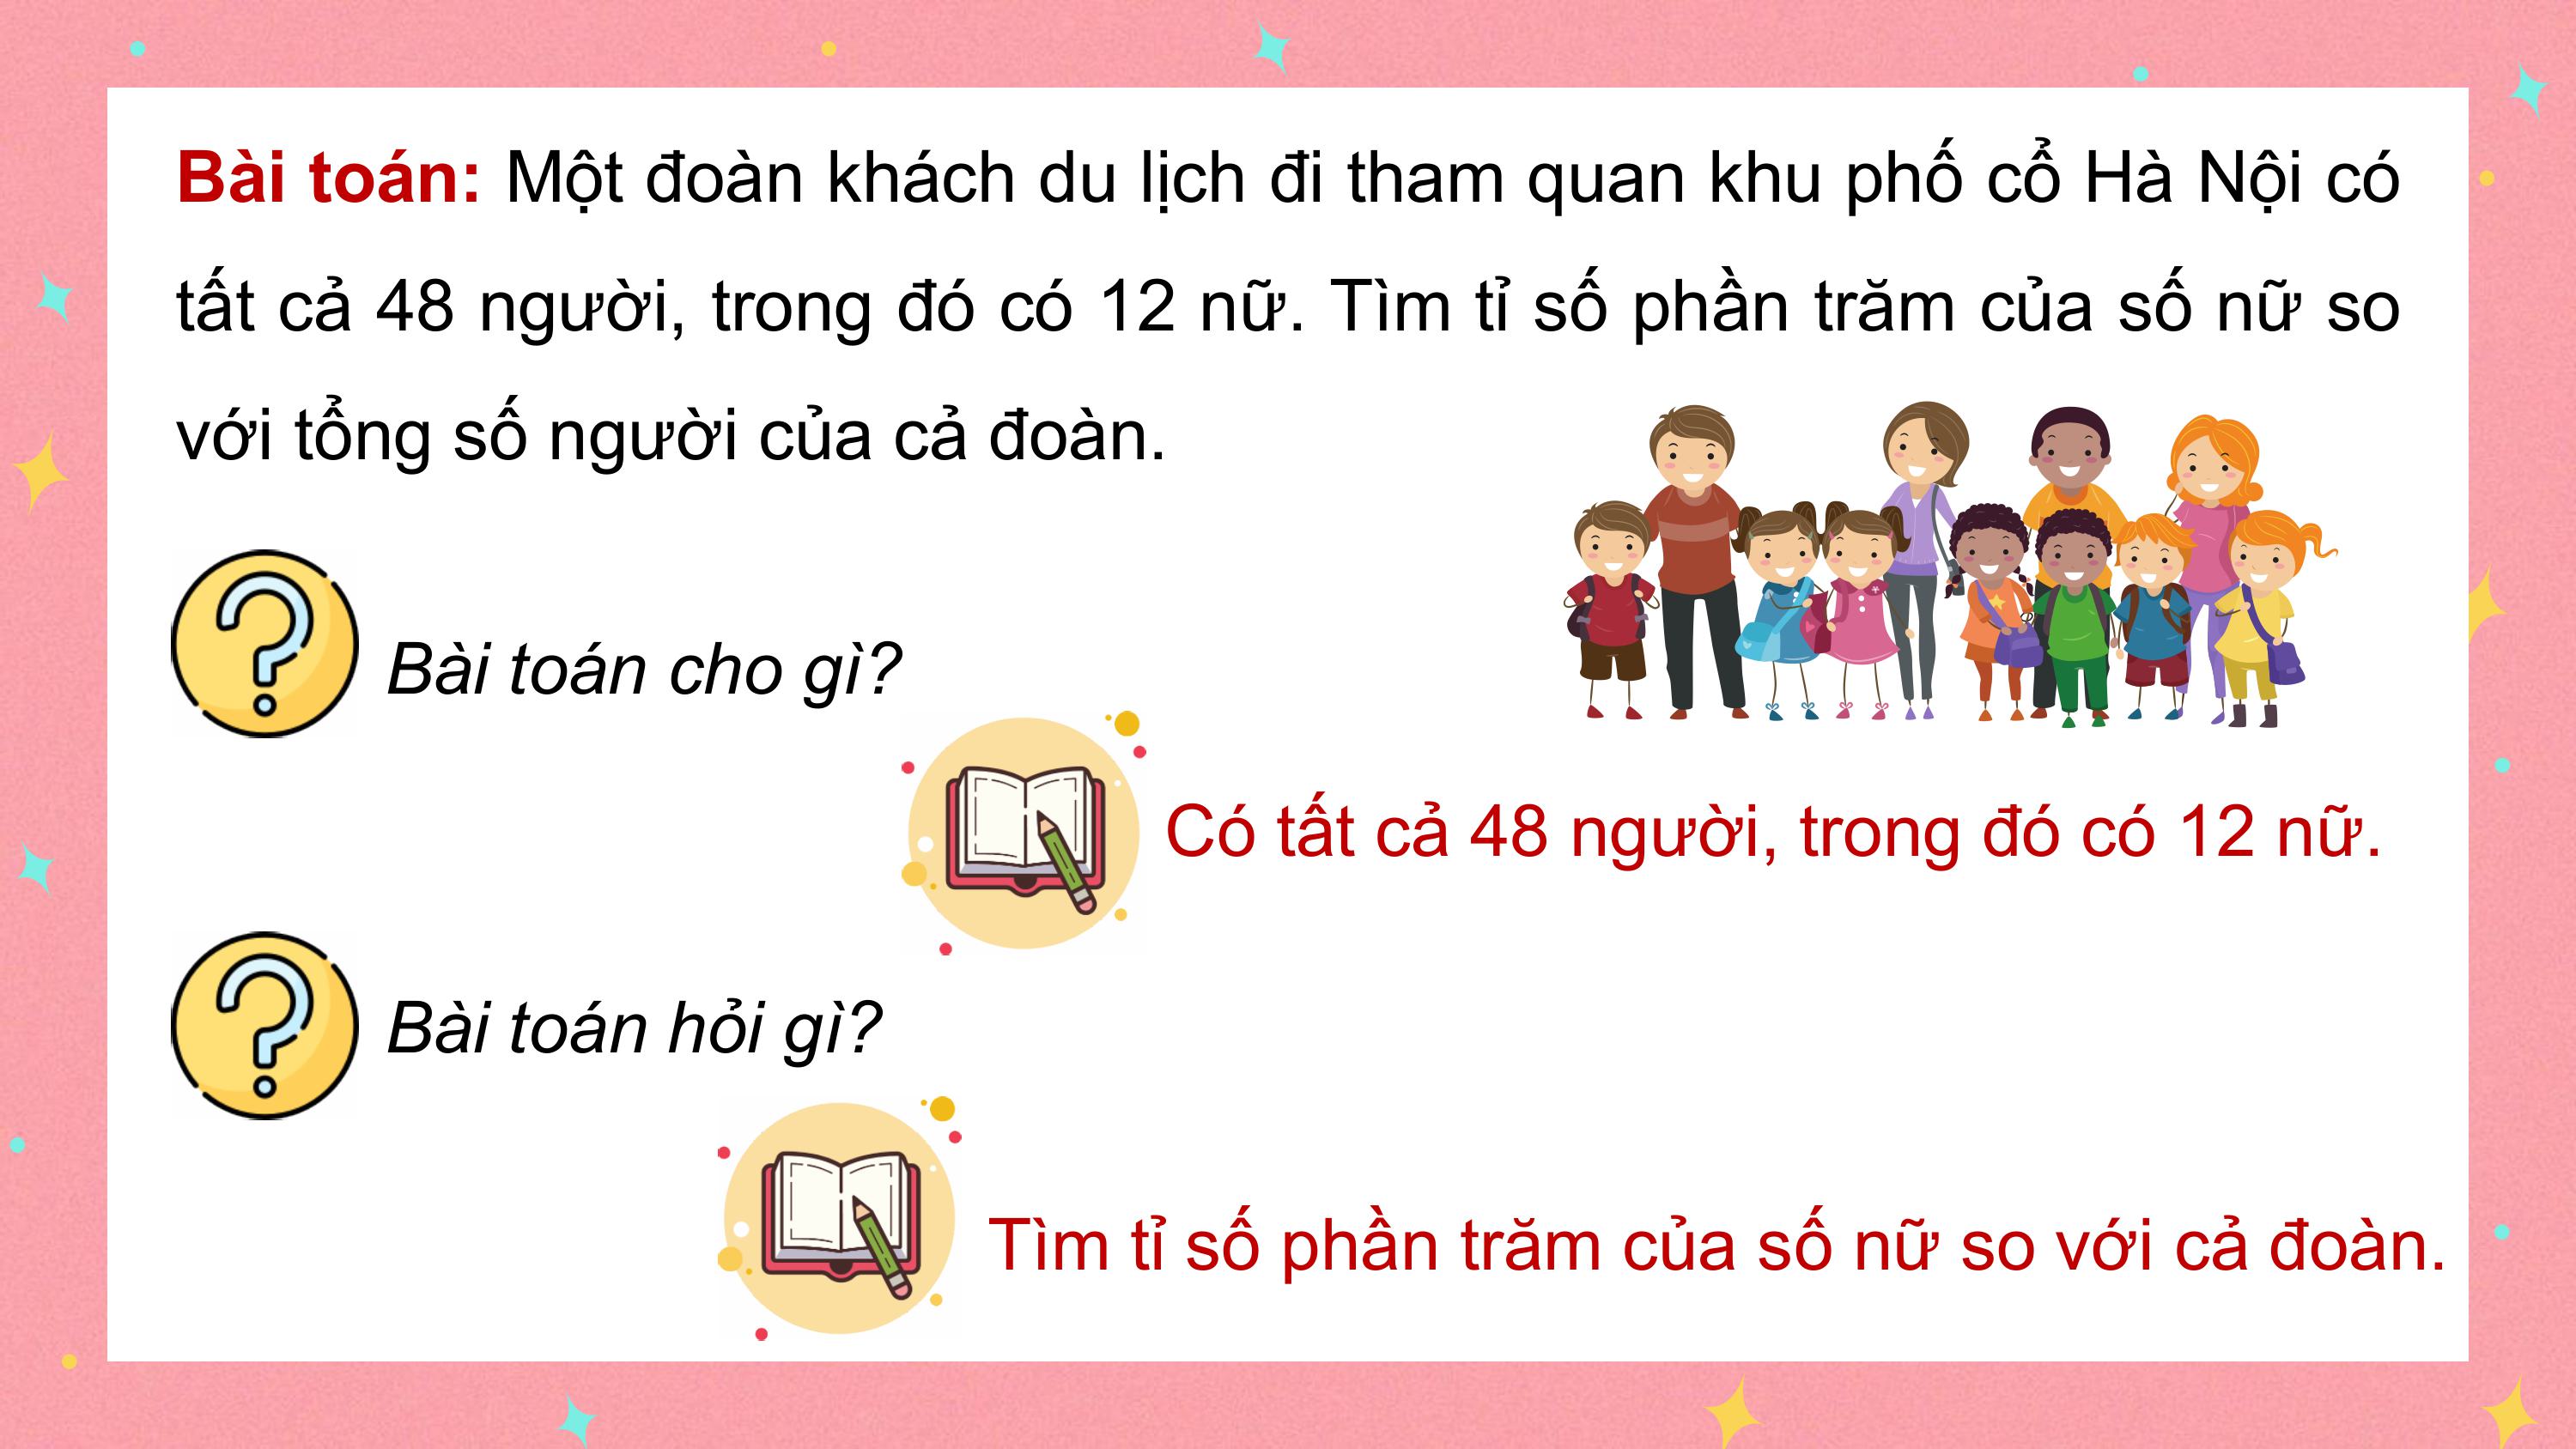 Bài toán: Một đoàn khách du lịch đi tham quan khu phố cổ Hà Nội có
tất cả 48 người, trong đó có 12 nữ. Tìm tỉ số phần trăm của số nữ so
với tổng số người của cả đoàn.
Bài toán cho gì?
Có tất cả 48 người, trong đó có 12 nữ.
Bài toán hỏi gì?
Tìm tỉ số phần trăm của số nữ so với cả đoàn.